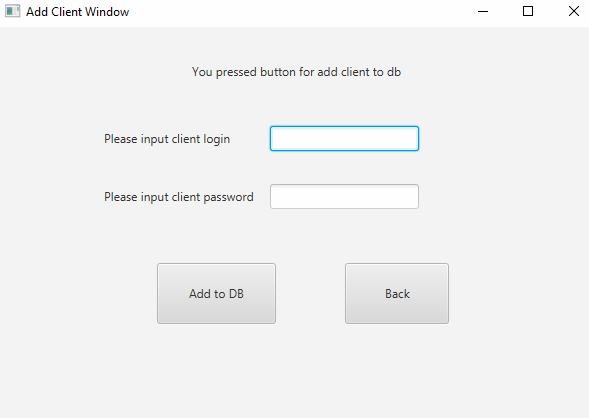 Add Client Window
You pressed button for add client to db
Please input client login
Please input client password
Add to DB
Back